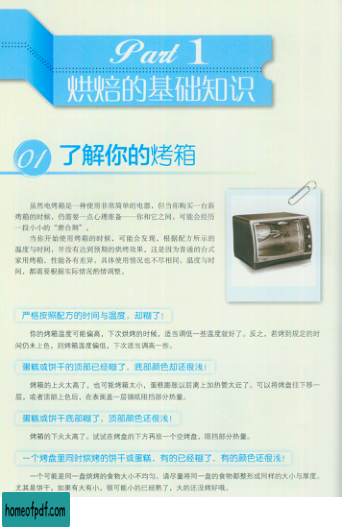 Part 1
烘焙的基础知识
01 了解你的烤箱
虽然电烤箱是一种使用非常简单的电器，但当你购买一台新
烤箱的时候，仍需要一点心理准备——你和它之间，可能会经历
一段小小的“磨合期”。
当你开始使用烤箱的时候，可能会发现，根据配方所示的
温度与时间，并没有达到预期的烘烤效果。这是因为普通的台式
家用烤箱，性能各有差异，具体使用情况也不尽相同。温度与时
间，都需要根据实际情况酌情调整。
严格按照配方的时间与温度，却糊了！
你的烤箱温度可能偏高，下次烘烤的时候，适当调低一些温度就好了。反之，若烤到规定的时
间仍未上色，则烤箱温度偏低，下次适当调高一些。
蛋糕或饼干的顶部已经糊了，底部颜色却还很浅！
烤箱的上火太高了。也可能烤箱太小，蛋糕膨胀以后离上加热管太近了。可以将烤盘往下移一
层，或者顶部上色后，在表面盖一层锡纸阻挡部分热量。
蛋糕或饼干底部糊了，顶部颜色还很浅！
烤箱的下火太高了。试试在烤盘的下方再放一个空烤盘，阻挡部分热量。
一个烤盘里同时烘烤的饼干或蛋糕，有的已经糊了，有的颜色还很浅！
一个可能是同一盘烘烤的食物大小不均匀。请尽量将同一盘的食物都整形成同样的大小与厚度。
尤其是饼干，如果有大有小，很可能小的已经熟了，大的还没烤好哦。
homeofpdf.com